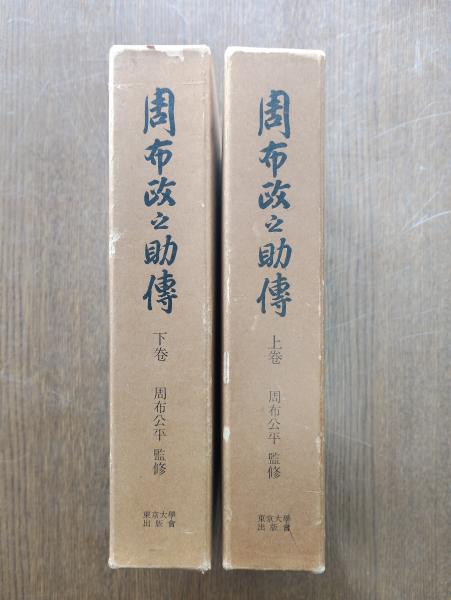 周布政之助傳
上卷
周布公平 監修
東京大學
出版會
周布政之助傳
下卷
周布公平 監修
東京大學
出版會